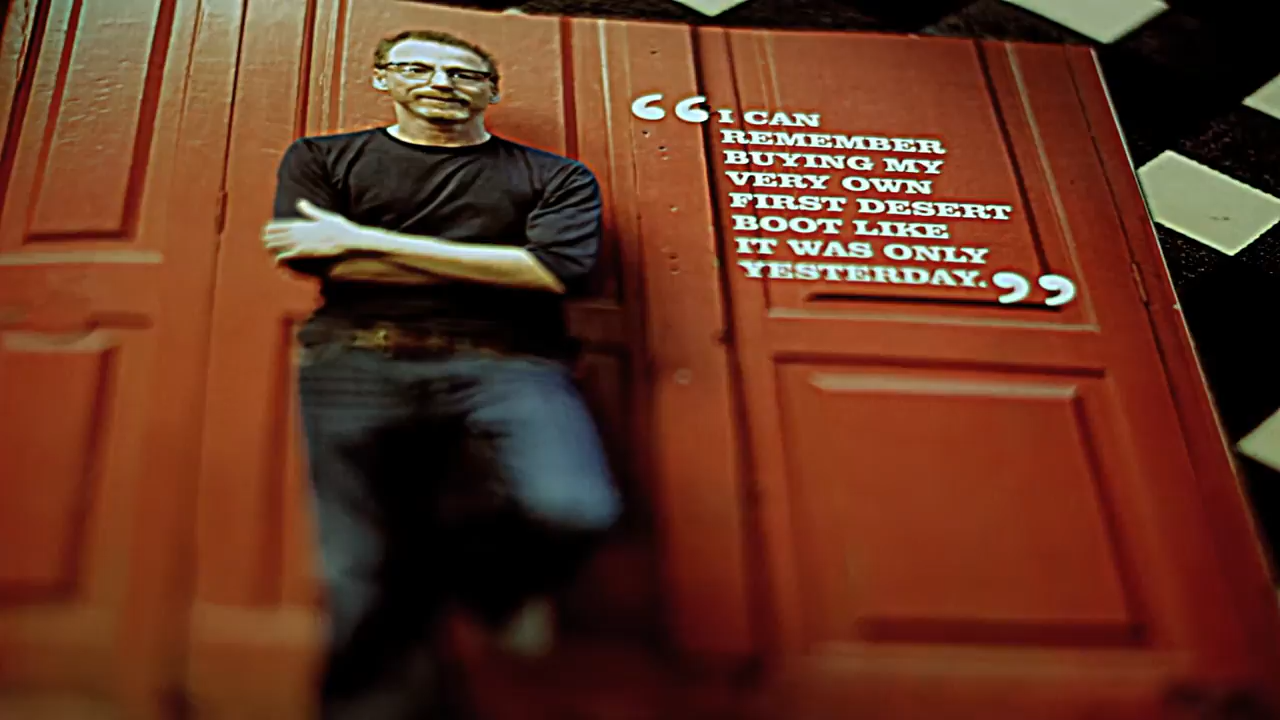 “I CAN
REMEMBER
BUYING MY
VERY OWN
FIRST DESERT
BOOT LIKE
IT WAS ONLY
YESTERDAY.”